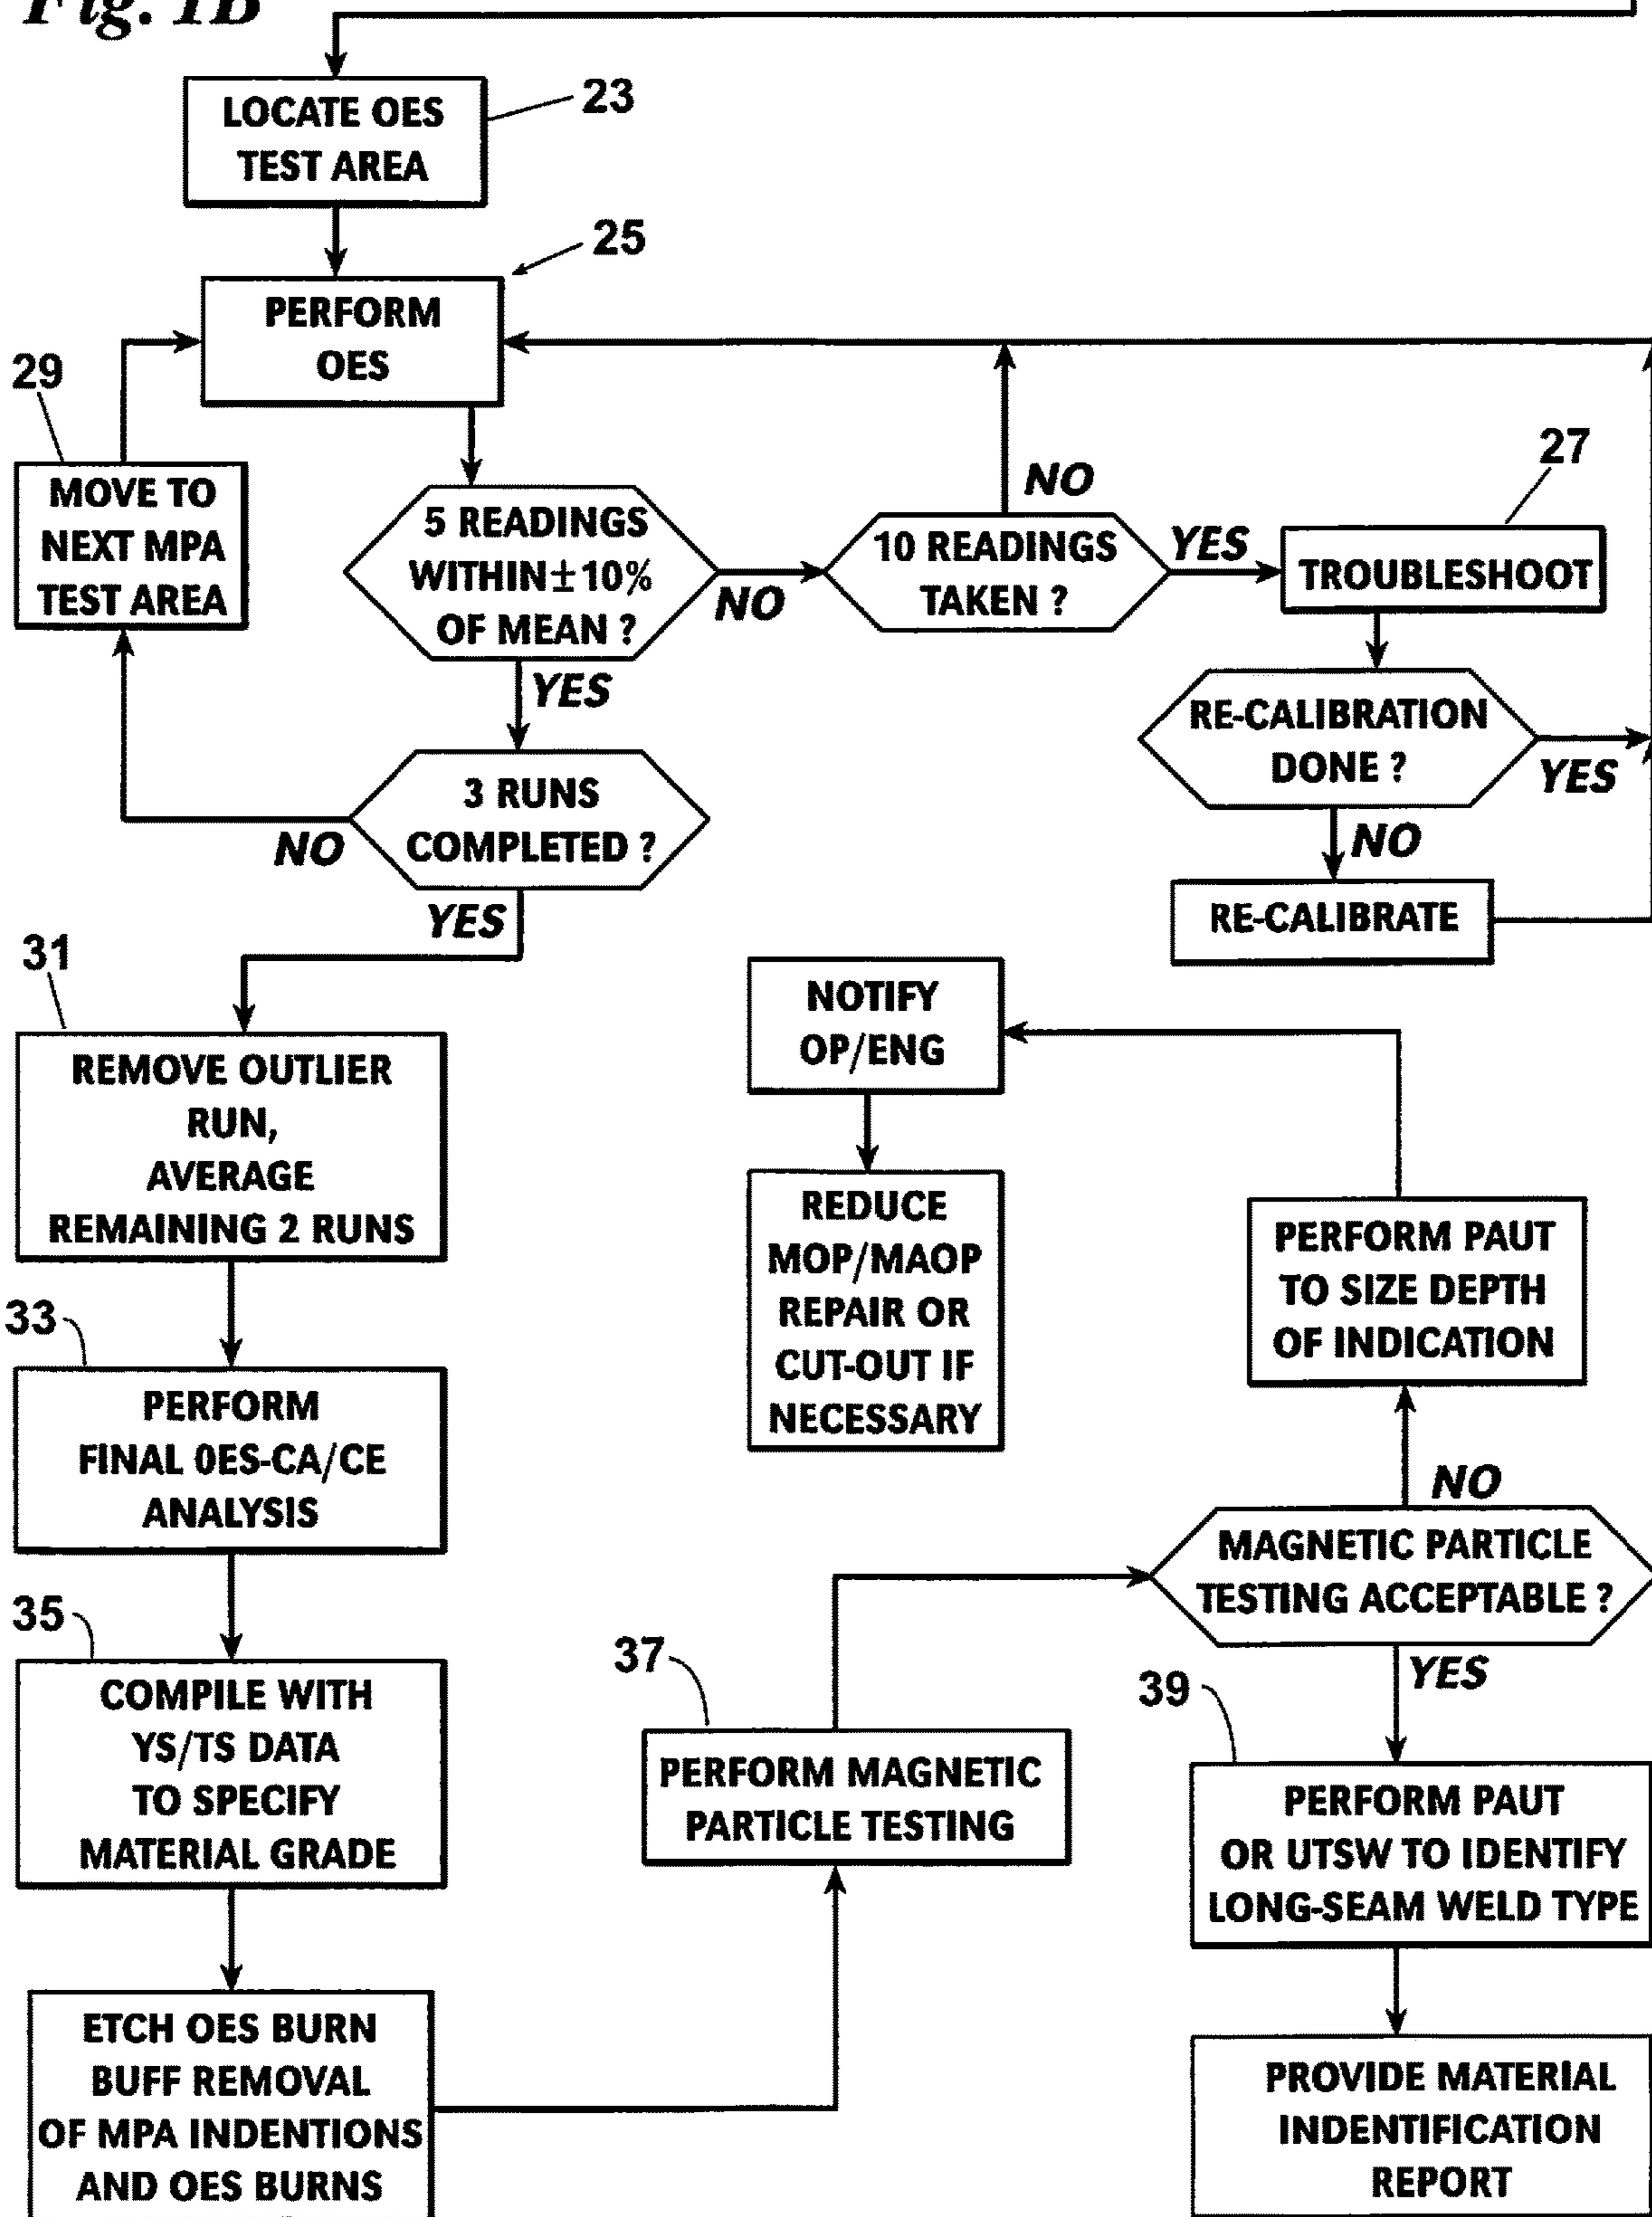 Fig. 1B
23
LOCATE OES
TEST AREA
25
PERFORM
OES
29
MOVE TO
NEXT MPA
TEST AREA
5 READINGS
WITHIN±10%
OF MEAN ?
NO
10 READINGS
TAKEN ?
NO
YES
27
TROUBLESHOOT
RE-CALIBRATION
DONE ?
YES
NO
RE-CALIBRATE
YES
3 RUNS
COMPLETED ?
NO
YES
31
REMOVE OUTLIER
RUN,
AVERAGE
REMAINING 2 RUNS
33
PERFORM
FINAL 0ES-CA/CE
ANALYSIS
35
COMPILE WITH
YS/TS DATA
TO SPECIFY
MATERIAL GRADE
ETCH OES BURN
BUFF REMOVAL
OF MPA INDENTIONS
AND OES BURNS
37
PERFORM MAGNETIC
PARTICLE TESTING
MAGNETIC PARTICLE
TESTING ACCEPTABLE ?
NO
PERFORM PAUT
TO SIZE DEPTH
OF INDICATION
NOTIFY
OP/ENG
REDUCE
MOP/MAOP
REPAIR OR
CUT-OUT IF
NECESSARY
YES
39
PERFORM PAUT
OR UTSW TO IDENTIFY
LONG-SEAM WELD TYPE
PROVIDE MATERIAL
INDENTIFICATION
REPORT